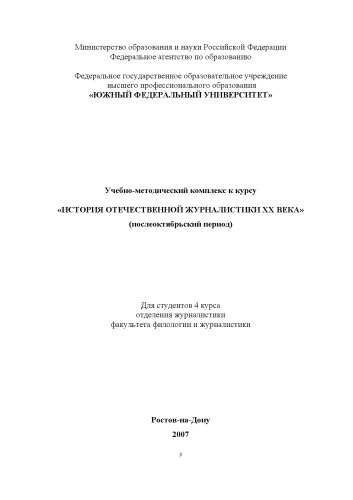 Министерство образования и науки Российской Федерации
Федеральное агентство по образованию
Федеральное государственное образовательное учреждение
высшего профессионального образования
«ЮЖНЫЙ ФЕДЕРАЛЬНЫЙ УНИВЕРСИТЕТ»
Учебно-методический комплекс к курсу
«ИСТОРИЯ ОТЕЧЕСТВЕННОЙ ЖУРНАЛИСТИКИ XX ВЕКА»
(послеоктябрьский период)
Для студентов 4 курса
отделения журналистики
факультета филологии и журналистики
Ростов-на-Дону
2007
3